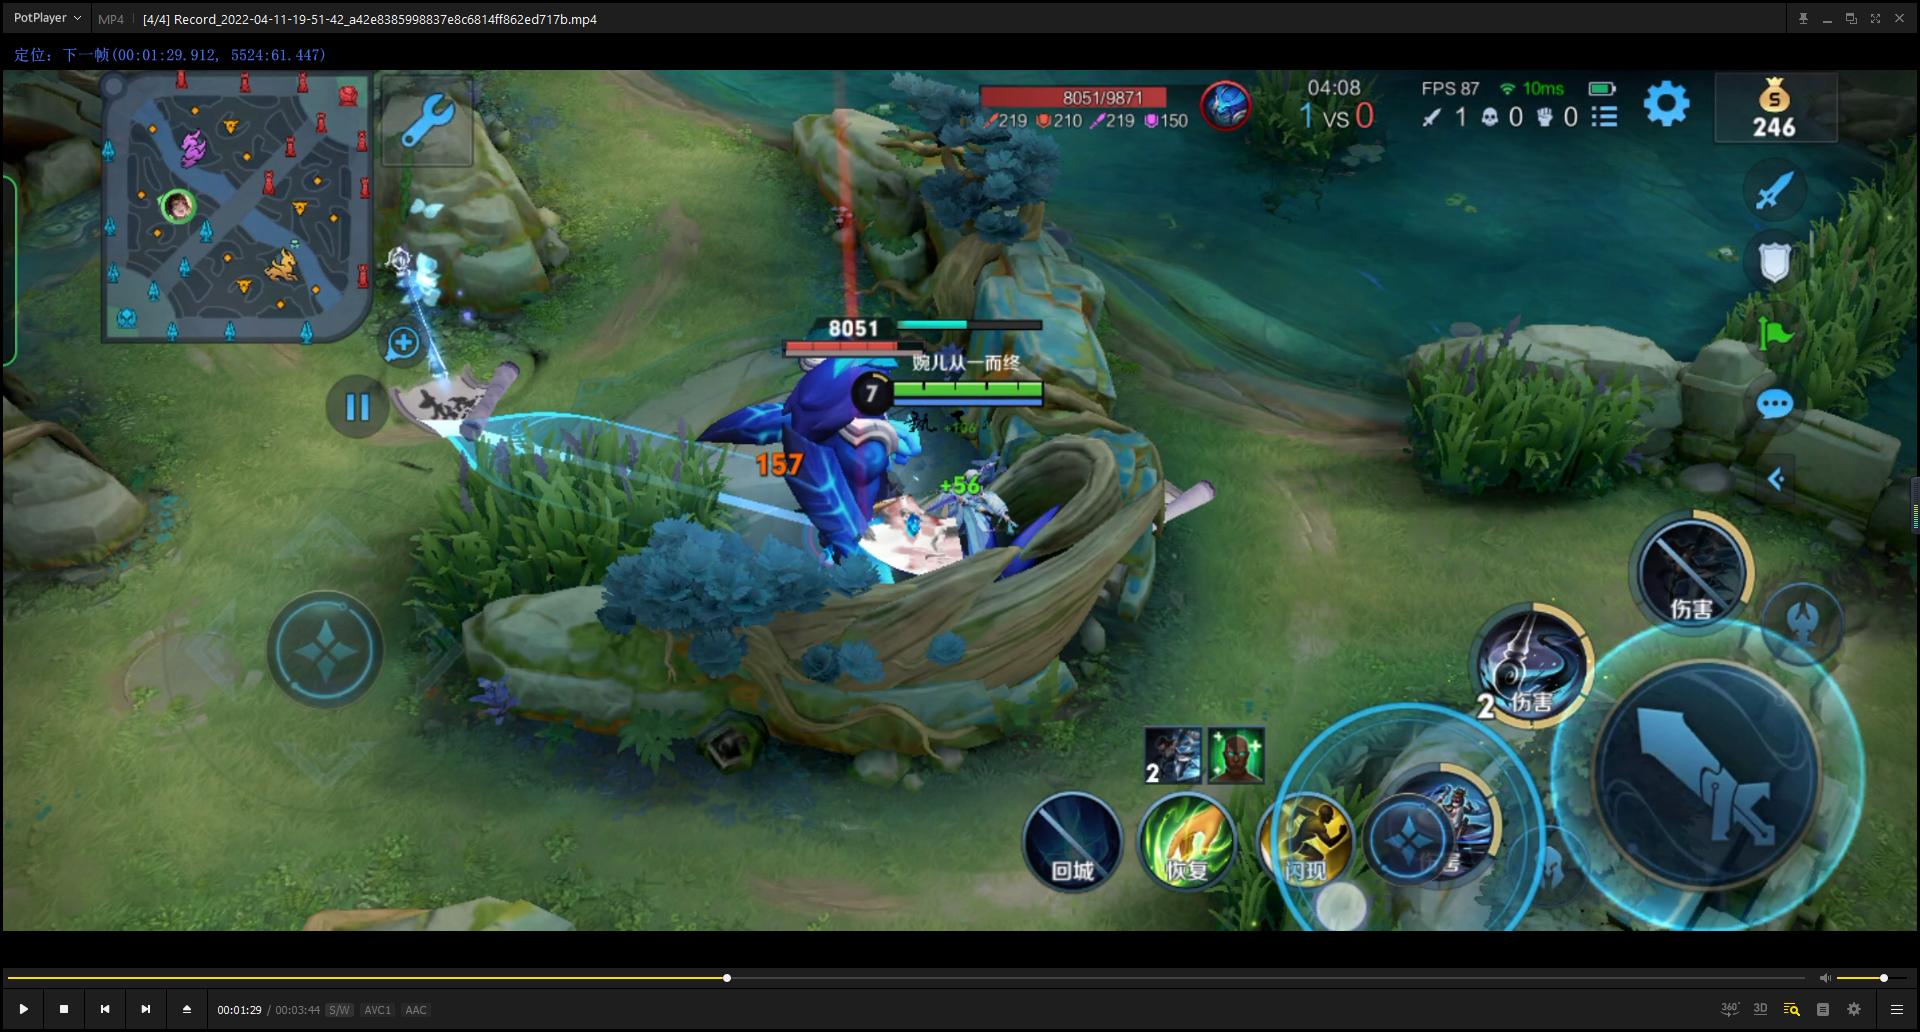 PotPlayer MP4 [4/4] Record_2022-04-11-19-51-42_a42e8385998837e8c6814ff862ed717b.mp4
定位：下一帧(00:01:29.912, 5524:61.447)
8051/9871
219 210 219 150
04:08
1 VS 0
FPS 87 10ms
1 0 0
S
246
8051
婉儿从一而终
7
+136
157
+56
伤害
2 伤害
2
回城
恢复
闪现
00:01:29 / 00:03:44 S/W AVC1 AAC
360° 3D